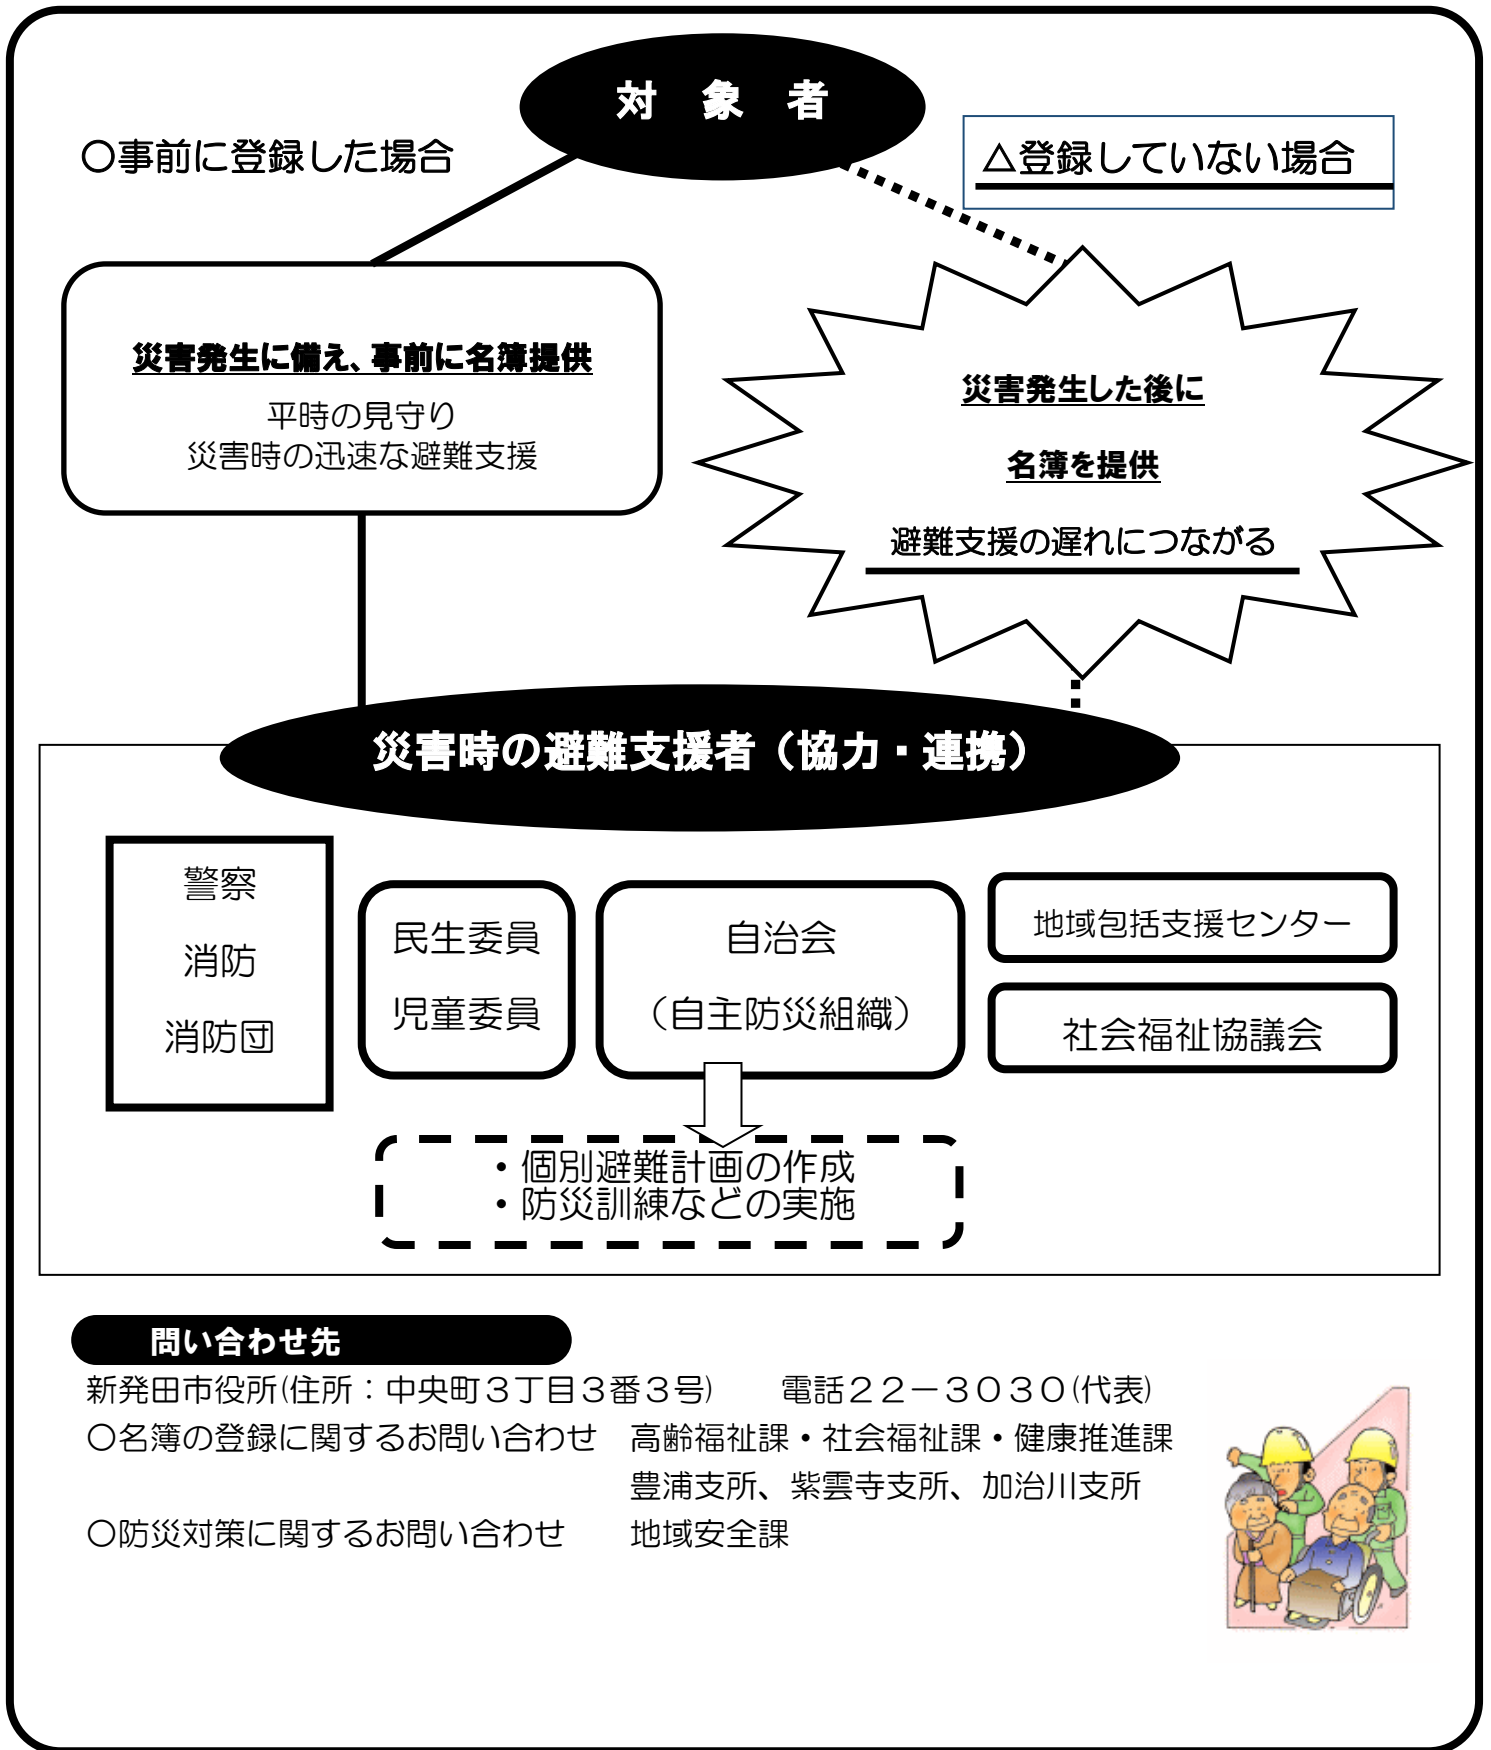 対　象　者
〇事前に登録した場合
△登録していない場合
災害発生に備え、事前に名簿提供
平時の見守り
災害時の迅速な避難支援
災害発生した後に
名簿を提供
避難支援の遅れにつながる
災害時の避難支援者（協力・連携）
警察
消防
消防団
民生委員
児童委員
自治会
（自主防災組織）
地域包括支援センター
社会福祉協議会
・個別避難計画の作成
・防災訓練などの実施
問い合わせ先
新発田市役所(住所：中央町３丁目３番３号)　　電話２２－３０３０(代表)
〇名簿の登録に関するお問い合わせ　高齢福祉課・社会福祉課・健康推進課
豊浦支所、紫雲寺支所、加治川支所
〇防災対策に関するお問い合わせ　　地域安全課